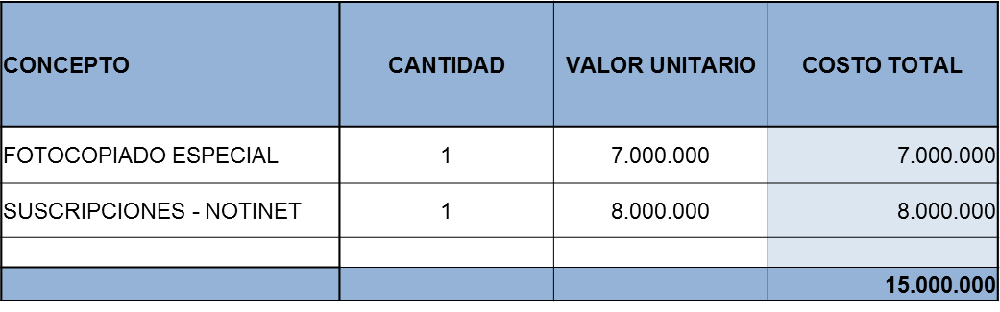 CONCEPTO CANTIDAD VALOR UNITARIO COSTO TOTAL
FOTOCOPIADO ESPECIAL 1 7.000.000 7.000.000
SUSCRIPCIONES - NOTINET 1 8.000.000 8.000.000
15.000.000